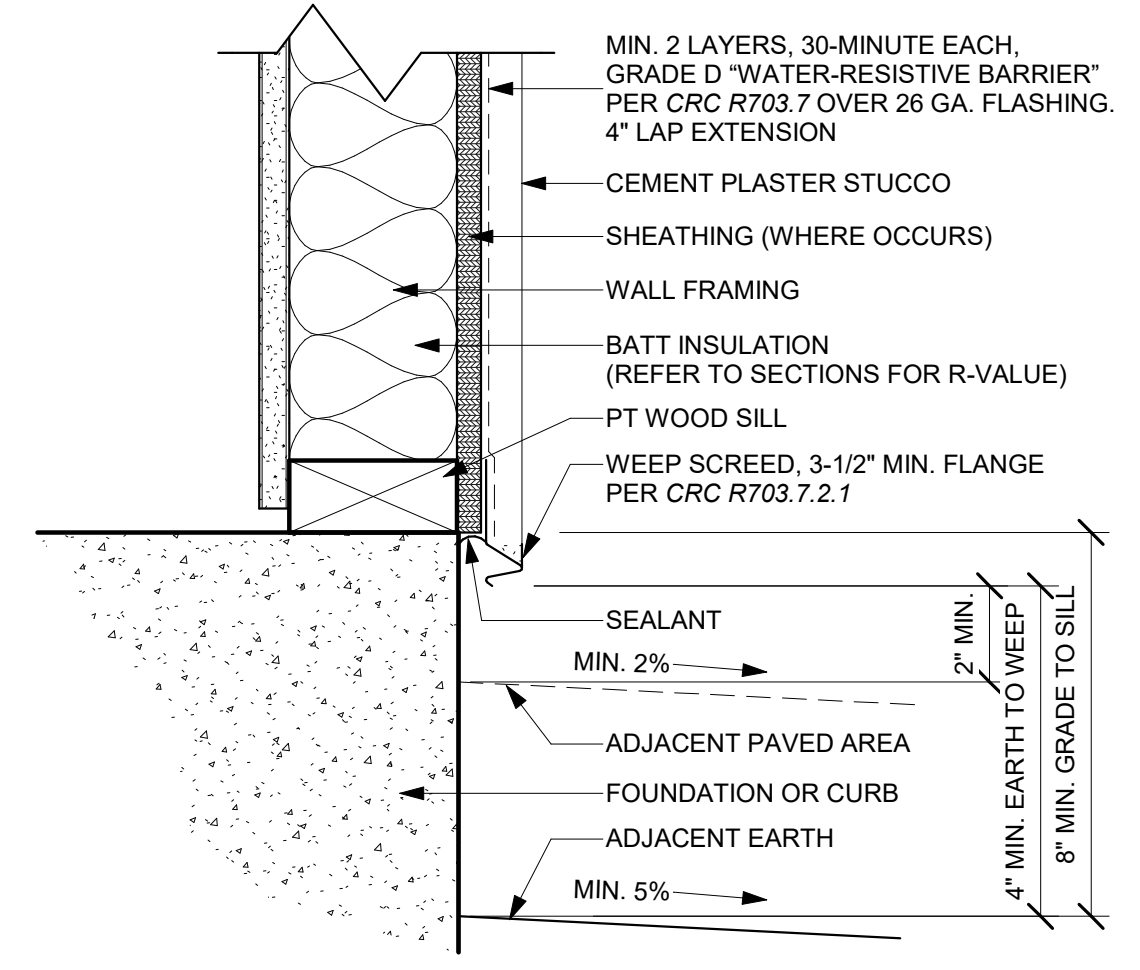 MIN. 2 LAYERS, 30-MINUTE EACH,
GRADE D “WATER-RESISTIVE BARRIER”
PER CRC R703.7 OVER 26 GA. FLASHING.
4" LAP EXTENSION
CEMENT PLASTER STUCCO
SHEATHING (WHERE OCCURS)
WALL FRAMING
BATT INSULATION
(REFER TO SECTIONS FOR R-VALUE)
PT WOOD SILL
WEEP SCREED, 3-1/2" MIN. FLANGE
PER CRC R703.7.2.1
SEALANT
MIN. 2%
ADJACENT PAVED AREA
FOUNDATION OR CURB
ADJACENT EARTH
MIN. 5%
2" MIN.
4" MIN. EARTH TO WEEP
8" MIN. GRADE TO SILL